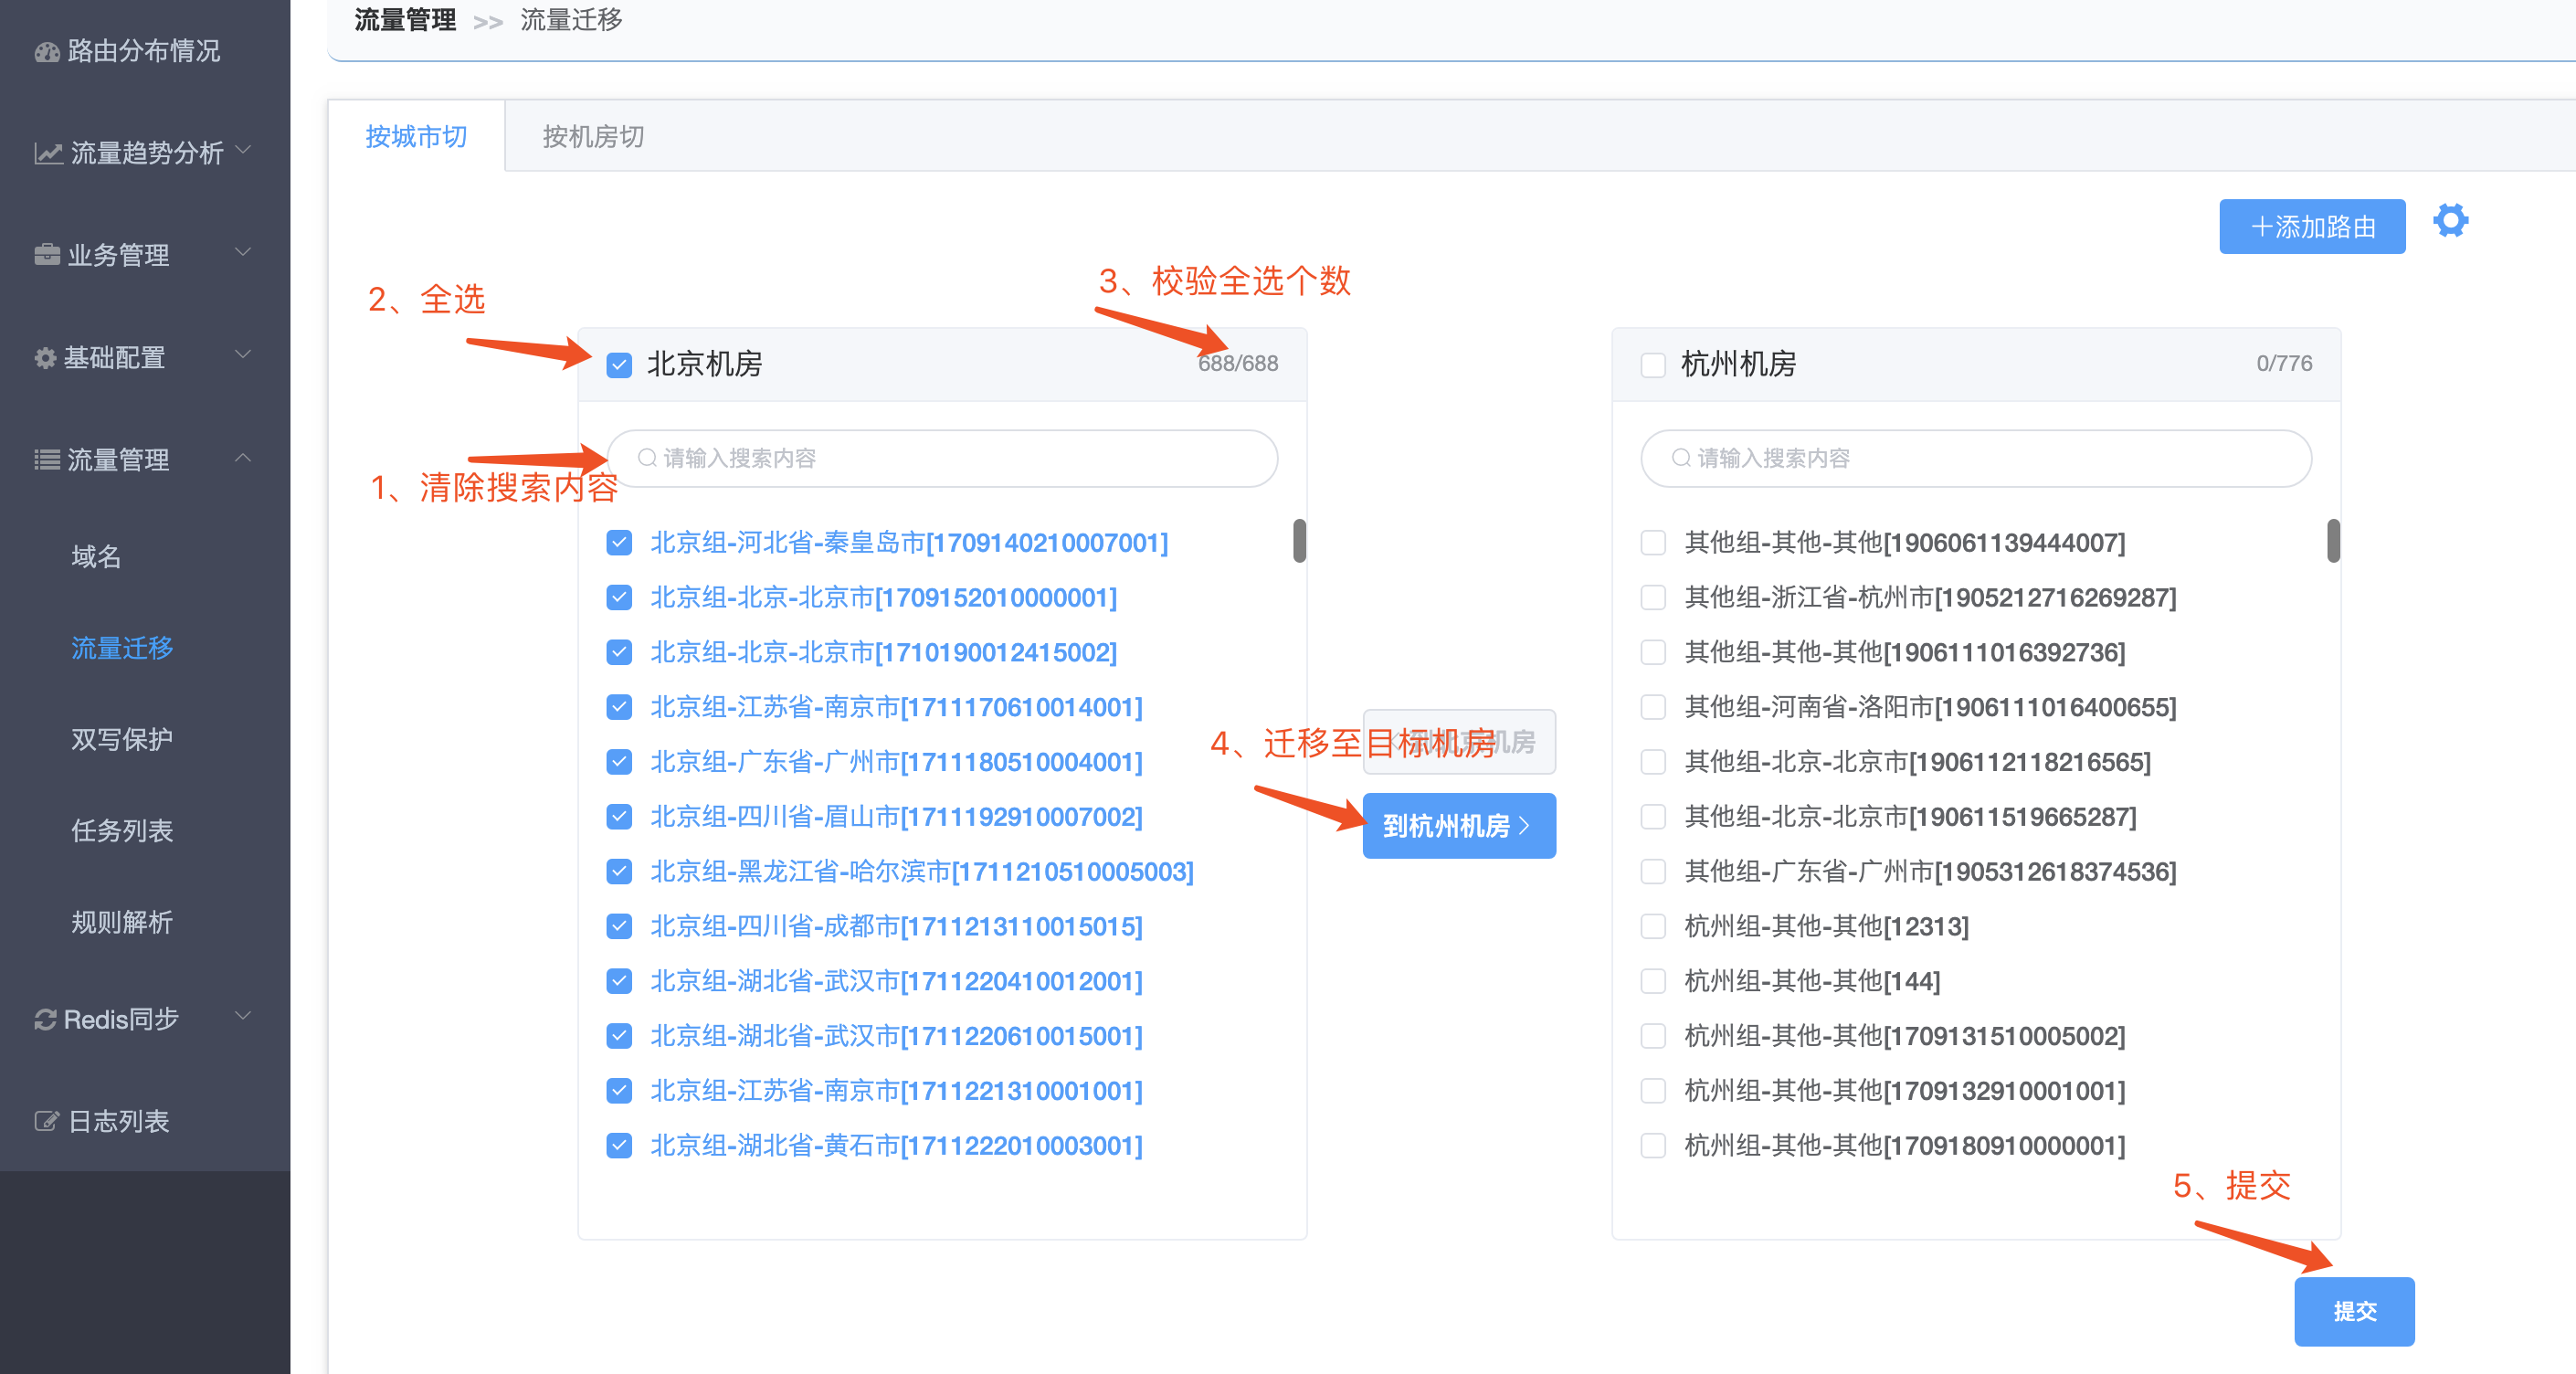 流量管理 >> 流量迁移
路由分布情况
流量趋势分析
业务管理
基础配置
流量管理
域名
流量迁移
双写保护
任务列表
规则解析
Redis同步
日志列表
按城市切
按机房切
添加路由
2、全选
3、校验全选个数
北京机房
688/688
请输入搜索内容
1、清除搜索内容
北京组-河北省-秦皇岛市[1709140210007001]
北京组-北京-北京市[1709152010000001]
北京组-北京-北京市[1710190012415002]
北京组-江苏省-南京市[1711170610014001]
北京组-广东省-广州市[1711180510004001]
北京组-四川省-眉山市[1711192910007002]
北京组-黑龙江省-哈尔滨市[1711210510005003]
北京组-四川省-成都市[1711213110015015]
北京组-湖北省-武汉市[1711220410012001]
北京组-湖北省-武汉市[1711220610015001]
北京组-江苏省-南京市[1711221310001001]
北京组-湖北省-黄石市[1711222010003001]
4、迁移至目标机房
到北京机房
到杭州机房
杭州机房
0/776
请输入搜索内容
其他组-其他-其他[1906061139444007]
其他组-浙江省-杭州市[1905212716269287]
其他组-其他-其他[1906111016392736]
其他组-河南省-洛阳市[1906111016400655]
其他组-北京-北京市[1906112118216565]
其他组-北京-北京市[190611519665287]
其他组-广东省-广州市[1905312618374536]
杭州组-其他-其他[12313]
杭州组-其他-其他[144]
杭州组-其他-其他[1709131510005002]
杭州组-其他-其他[1709132910001001]
杭州组-其他-其他[1709180910000001]
5、提交
提交